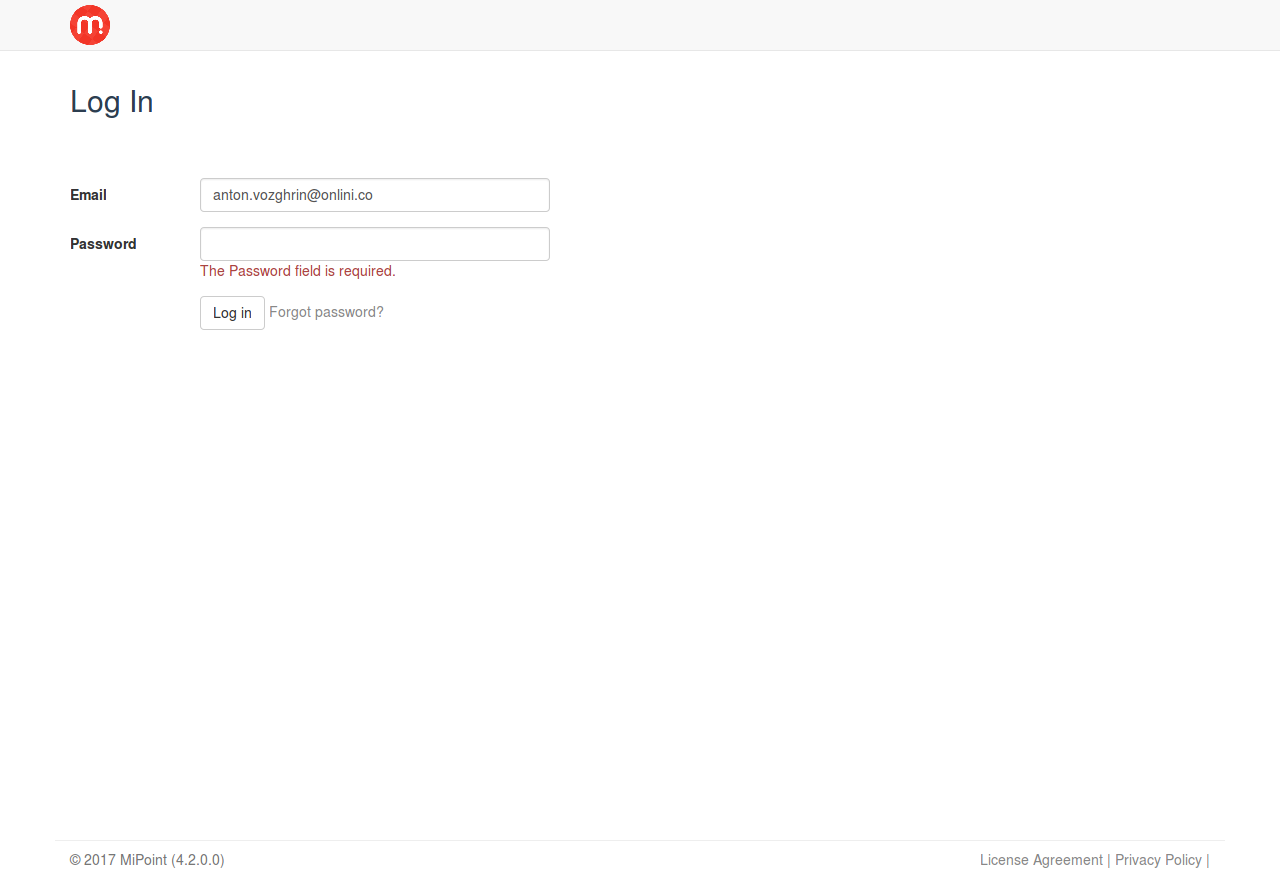 m
Log In
Email
anton.vozghrin@onlini.co
Password
The Password field is required.
Log in Forgot password?
© 2017 MiPoint (4.2.0.0)
License Agreement | Privacy Policy |